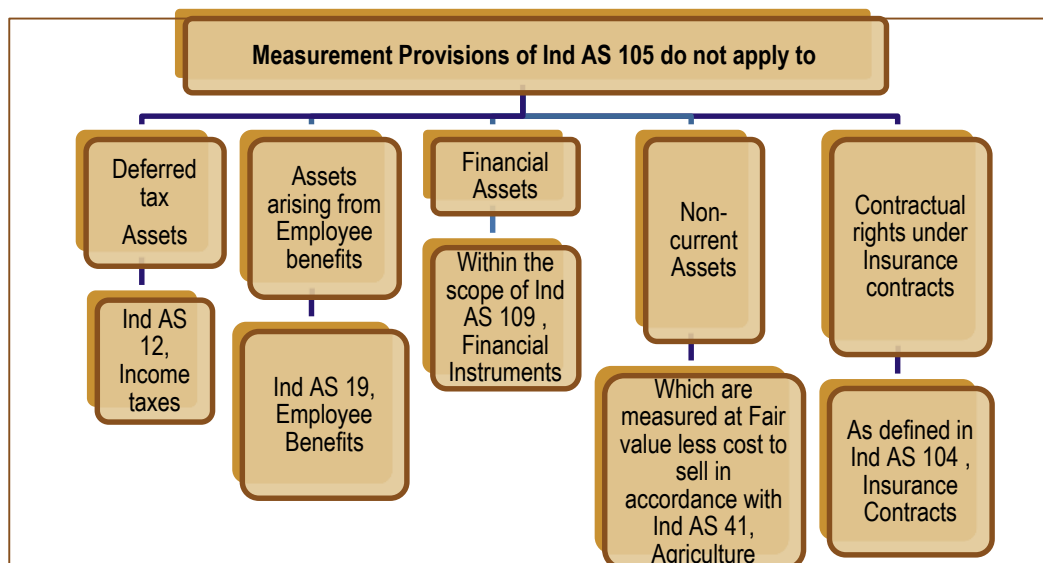 Measurement Provisions of Ind AS 105 do not apply to
Deferred
tax
Assets
Ind AS
12,
Income
taxes
Assets
arising from
Employee
benefits
Ind AS 19,
Employee
Benefits
Financial
Assets
Within the
scope of Ind
AS 109 ,
Financial
Instruments
Non-
current
Assets
Which are
measured at Fair
value less cost to
sell in
accordance with
Ind AS 41,
Agriculture
Contractual
rights under
Insurance
contracts
As defined in
Ind AS 104 ,
Insurance
Contracts